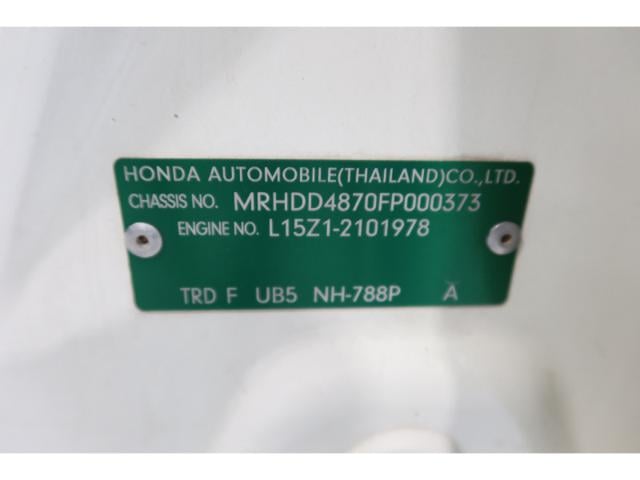 HONDA AUTOMOBILE(THAILAND)CO.,LTD.
CHASSIS NO. MRHDD4870FP000373
ENGINE NO. L15Z1-2101978
TRD F UB5 NH-788P A